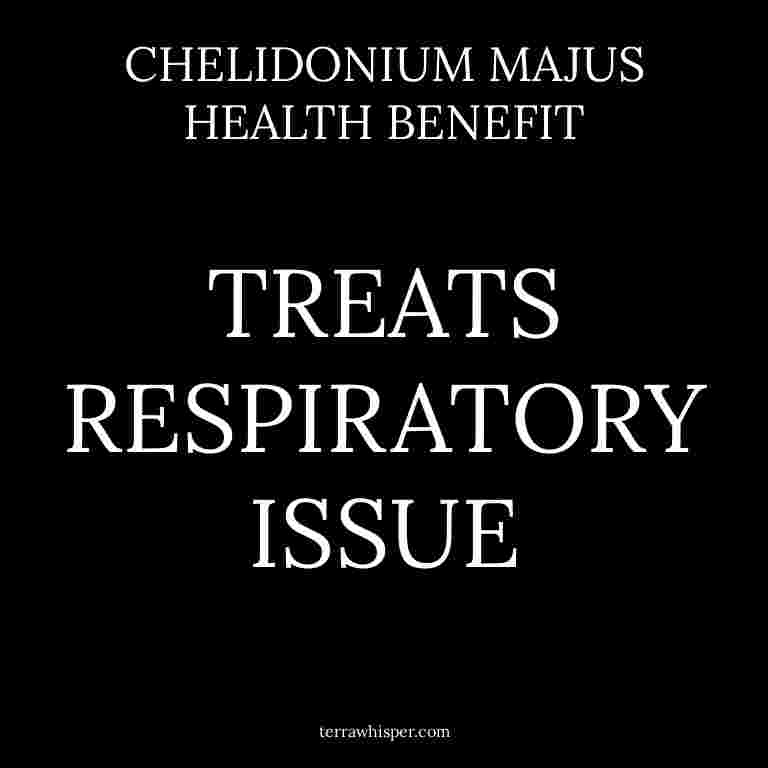 CHELIDONIUM MAJUS
HEALTH BENEFIT
TREATS
RESPIRATORY
ISSUE
terrawhisper.com